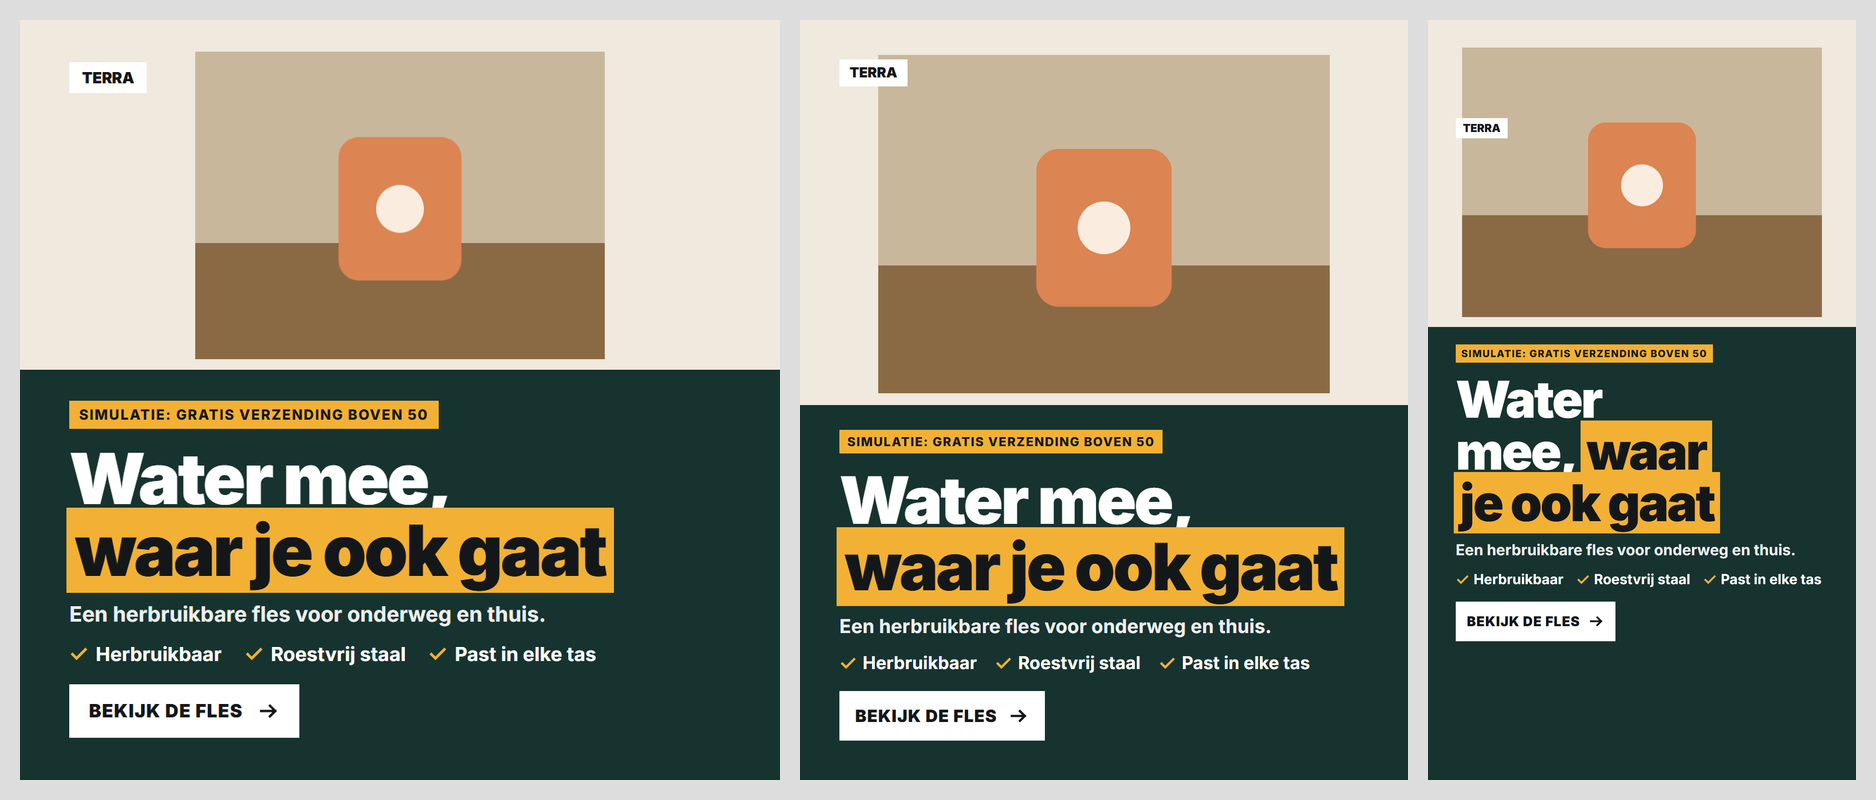 TERRA
SIMULATIE: GRATIS VERZENDING BOVEN 50
Water mee,
waar je ook gaat
Een herbruikbare fles voor onderweg en thuis.
✓ Herbruikbaar ✓ Roestvrij staal ✓ Past in elke tas
BEKIJK DE FLES →
TERRA
SIMULATIE: GRATIS VERZENDING BOVEN 50
Water mee,
waar je ook gaat
Een herbruikbare fles voor onderweg en thuis.
✓ Herbruikbaar ✓ Roestvrij staal ✓ Past in elke tas
BEKIJK DE FLES →
TERRA
SIMULATIE: GRATIS VERZENDING BOVEN 50
Water
mee, waar
je ook gaat
Een herbruikbare fles voor onderweg en thuis.
✓ Herbruikbaar ✓ Roestvrij staal ✓ Past in elke tas
BEKIJK DE FLES →